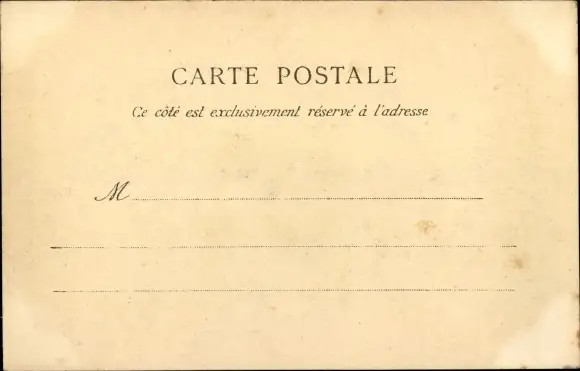 CARTE POSTALE
Ce côté est exclusivement réservé à l'adresse
M